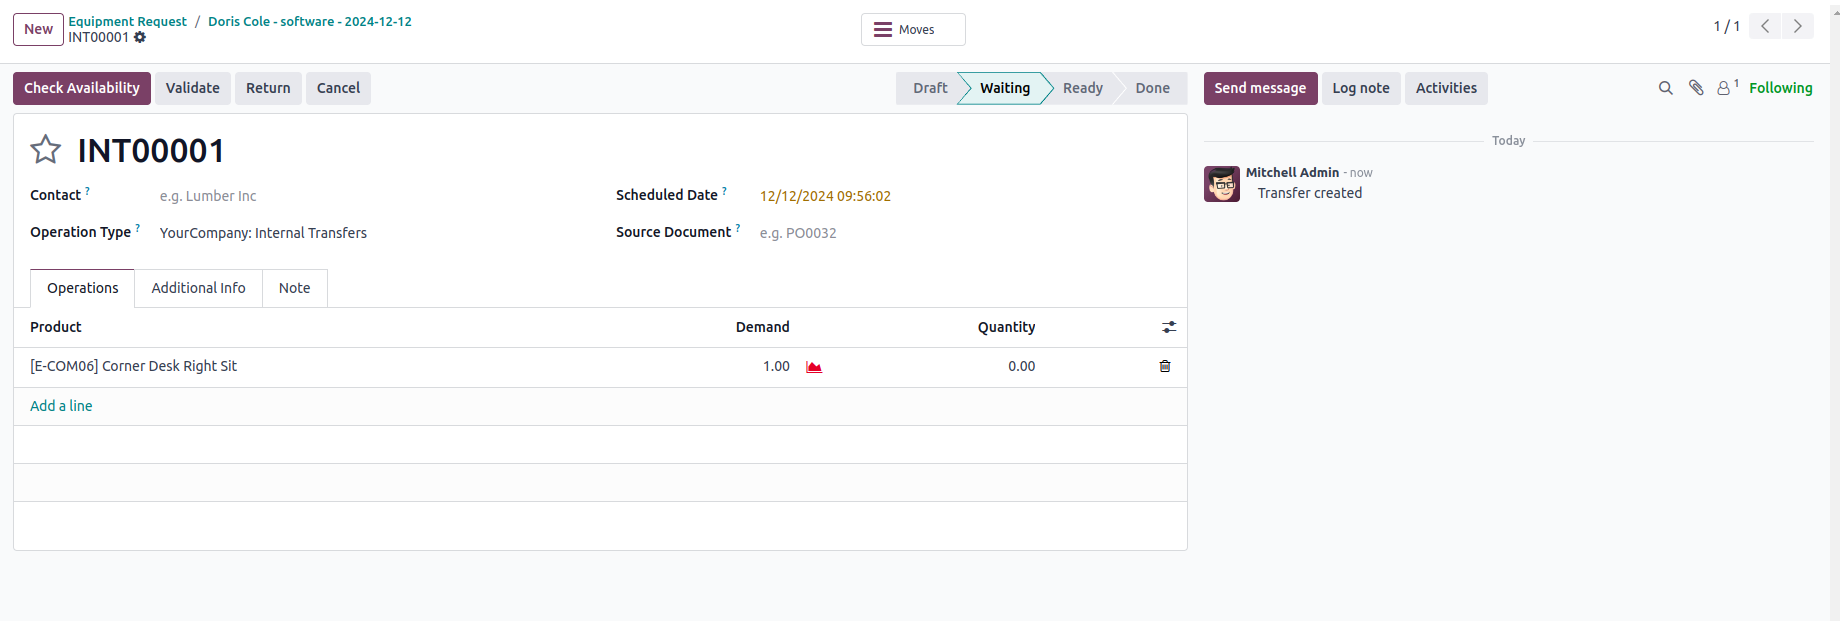 New
Equipment Request / Doris Cole - software - 2024-12-12
INT00001
Moves
1 / 1
Check Availability Validate Return Cancel
Draft Waiting Ready Done
Send message Log note Activities
1 Following
INT00001
Contact ? e.g. Lumber Inc
Scheduled Date ? 12/12/2024 09:56:02
Operation Type ? YourCompany: Internal Transfers
Source Document ? e.g. PO0032
Operations Additional Info Note
Product Demand Quantity
[E-COM06] Corner Desk Right Sit 1.00 0.00
Add a line
Today
Mitchell Admin - now
Transfer created